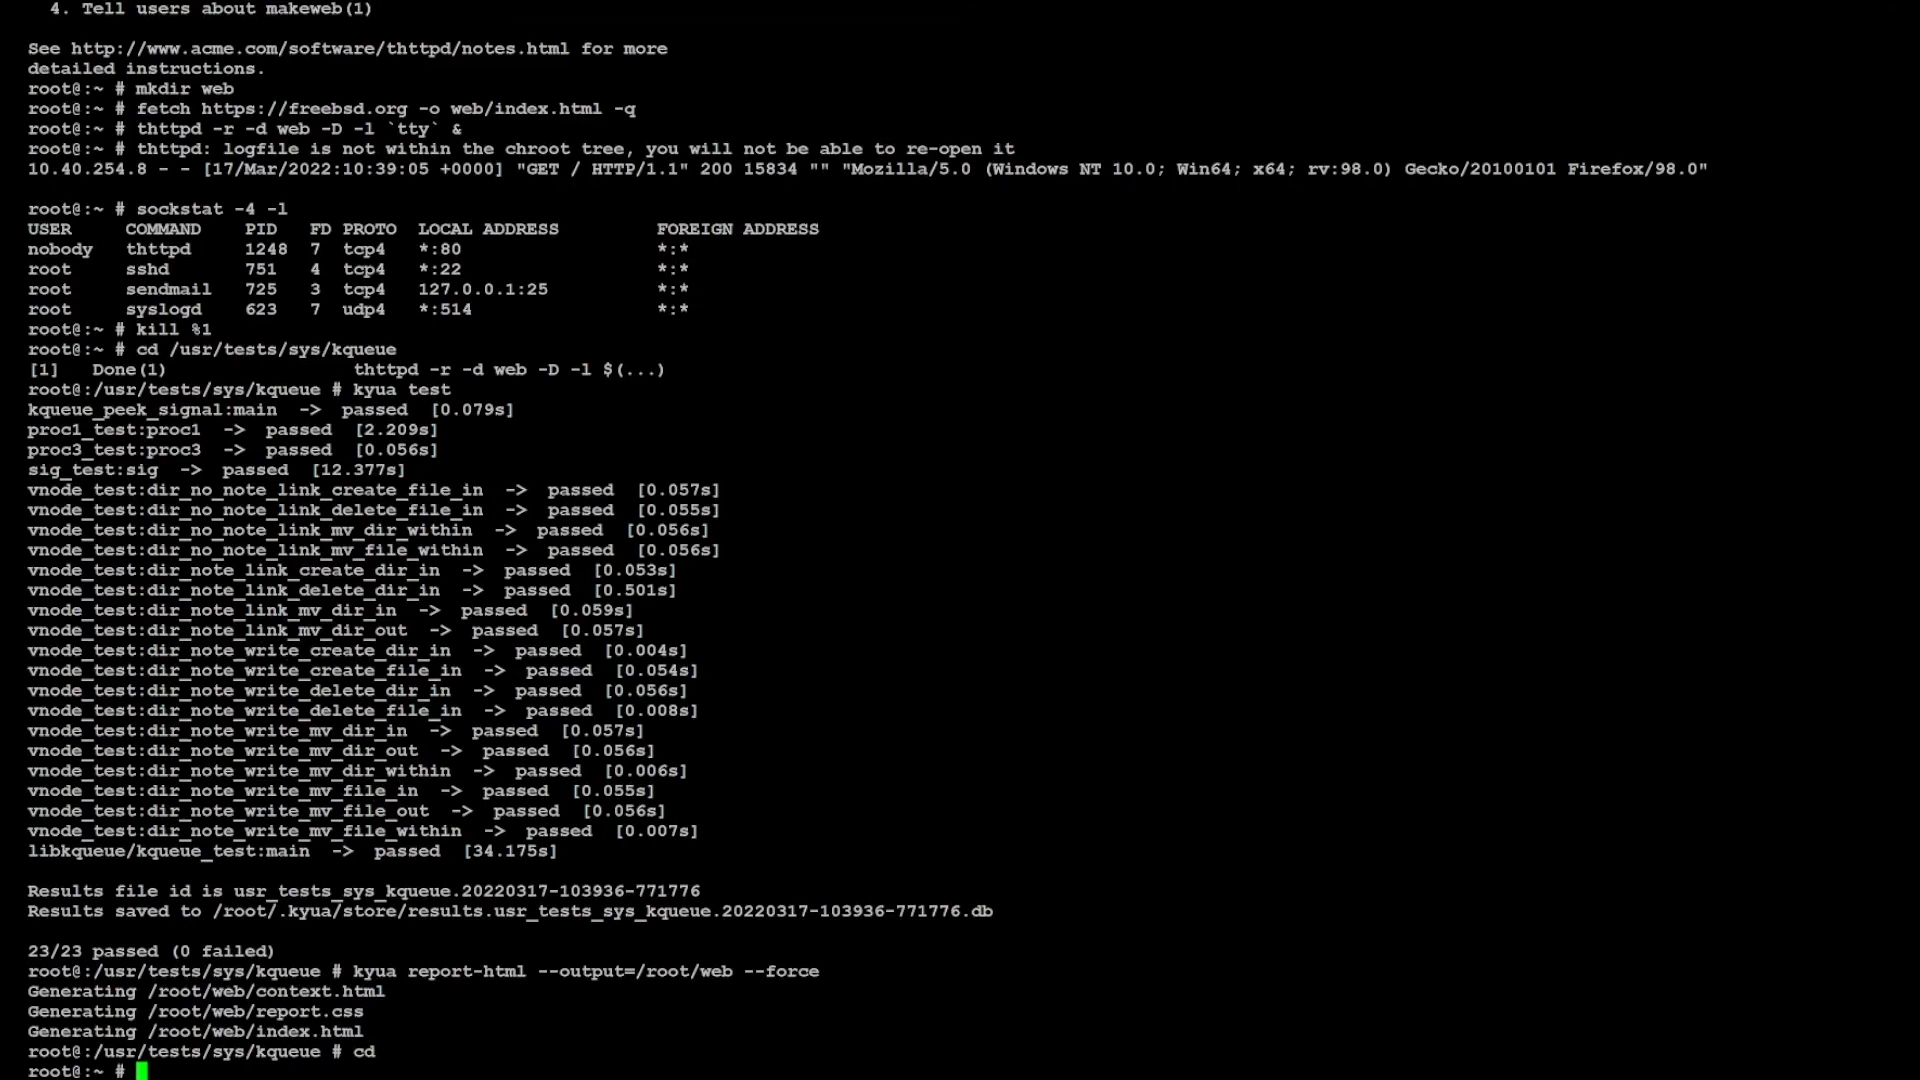 4. Tell users about makeweb(1)
See http://www.acme.com/software/thttpd/notes.html for more
detailed instructions.
root@:~ # mkdir web
root@:~ # fetch https://freebsd.org -o web/index.html -q
root@:~ # thttpd -r -d web -D -l `tty` &
root@:~ # thttpd: logfile is not within the chroot tree, you will not be able to re-open it
10.40.254.8 - - [17/Mar/2022:10:39:05 +0000] "GET / HTTP/1.1" 200 15834 "" "Mozilla/5.0 (Windows NT 10.0; Win64; x64; rv:98.0) Gecko/20100101 Firefox/98.0"
root@:~ # sockstat -4 -l
USER     COMMAND    PID   FD PROTO  LOCAL ADDRESS         FOREIGN ADDRESS
nobody   thttpd     1248  7  tcp4   *:80                  *:*
root     sshd       751   4  tcp4   *:22                  *:*
root     sendmail   725   3  tcp4   127.0.0.1:25          *:*
root     syslogd    623   7  udp4   *:514                 *:*
root@:~ # kill %1
root@:~ # cd /usr/tests/sys/kqueue
[1]   Done(1)                 thttpd -r -d web -D -l $(...)
root@:/usr/tests/sys/kqueue # kyua test
kqueue_peek_signal:main  ->  passed  [0.079s]
proc1_test:proc1  ->  passed  [2.209s]
proc3_test:proc3  ->  passed  [0.056s]
sig_test:sig  ->  passed  [12.377s]
vnode_test:dir_no_note_link_create_file_in  ->  passed  [0.057s]
vnode_test:dir_no_note_link_delete_file_in  ->  passed  [0.055s]
vnode_test:dir_no_note_link_mv_dir_within  ->  passed  [0.056s]
vnode_test:dir_no_note_link_mv_file_within  ->  passed  [0.056s]
vnode_test:dir_note_link_create_dir_in  ->  passed  [0.053s]
vnode_test:dir_note_link_delete_dir_in  ->  passed  [0.501s]
vnode_test:dir_note_link_mv_dir_in  ->  passed  [0.059s]
vnode_test:dir_note_link_mv_dir_out  ->  passed  [0.057s]
vnode_test:dir_note_write_create_dir_in  ->  passed  [0.004s]
vnode_test:dir_note_write_create_file_in  ->  passed  [0.054s]
vnode_test:dir_note_write_delete_dir_in  ->  passed  [0.056s]
vnode_test:dir_note_write_delete_file_in  ->  passed  [0.008s]
vnode_test:dir_note_write_mv_dir_in  ->  passed  [0.057s]
vnode_test:dir_note_write_mv_dir_out  ->  passed  [0.056s]
vnode_test:dir_note_write_mv_dir_within  ->  passed  [0.006s]
vnode_test:dir_note_write_mv_file_in  ->  passed  [0.055s]
vnode_test:dir_note_write_mv_file_out  ->  passed  [0.056s]
vnode_test:dir_note_write_mv_file_within  ->  passed  [0.007s]
libkqueue/kqueue_test:main  ->  passed  [34.175s]
Results file id is usr_tests_sys_kqueue.20220317-103936-771776
Results saved to /root/.kyua/store/results.usr_tests_sys_kqueue.20220317-103936-771776.db
23/23 passed (0 failed)
root@:/usr/tests/sys/kqueue # kyua report-html --output=/root/web --force
Generating /root/web/context.html
Generating /root/web/report.css
Generating /root/web/index.html
root@:/usr/tests/sys/kqueue # cd
root@:~ #